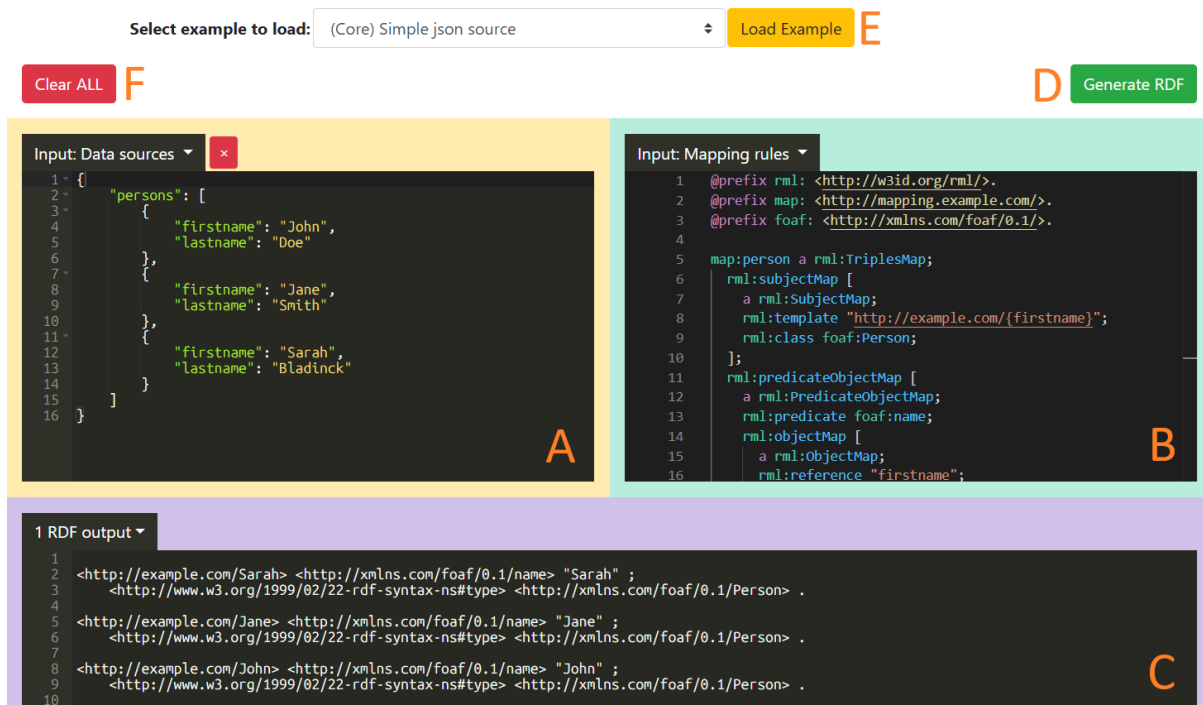 Select example to load: (Core) Simple json source Load Example E
Clear ALL F D Generate RDF
Input: Data sources ×
1 {
2     "persons": [
3         {
4             "firstname": "John",
5             "lastname": "Doe"
6         },
7         {
8             "firstname": "Jane",
9             "lastname": "Smith"
10         },
11         {
12             "firstname": "Sarah",
13             "lastname": "Bladinck"
14         }
15     ]
16 }
A
Input: Mapping rules
1 @prefix rml: <http://w3id.org/rml/>.
2 @prefix map: <http://mapping.example.com/>.
3 @prefix foaf: <http://xmlns.com/foaf/0.1/>.
4
5 map:person a rml:TriplesMap;
6   rml:subjectMap [
7     a rml:SubjectMap;
8     rml:template "http://example.com/{firstname}";
9     rml:class foaf:Person;
10   ];
11   rml:predicateObjectMap [
12     a rml:PredicateObjectMap;
13     rml:predicate foaf:name;
14     rml:objectMap [
15       a rml:ObjectMap;
16       rml:reference "firstname";
B
1 RDF output
1
2 <http://example.com/Sarah> <http://xmlns.com/foaf/0.1/name> "Sarah" ;
3     <http://www.w3.org/1999/02/22-rdf-syntax-ns#type> <http://xmlns.com/foaf/0.1/Person> .
4
5 <http://example.com/Jane> <http://xmlns.com/foaf/0.1/name> "Jane" ;
6     <http://www.w3.org/1999/02/22-rdf-syntax-ns#type> <http://xmlns.com/foaf/0.1/Person> .
7
8 <http://example.com/John> <http://xmlns.com/foaf/0.1/name> "John" ;
9     <http://www.w3.org/1999/02/22-rdf-syntax-ns#type> <http://xmlns.com/foaf/0.1/Person> .
10
C